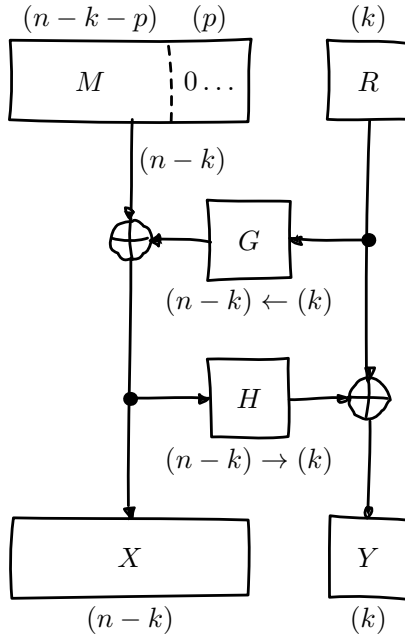 (n − k − p) (p) (k)
M 0 . . . R
(n − k)
G
(n − k) ← (k)
H
(n − k) → (k)
X Y
(n − k) (k)